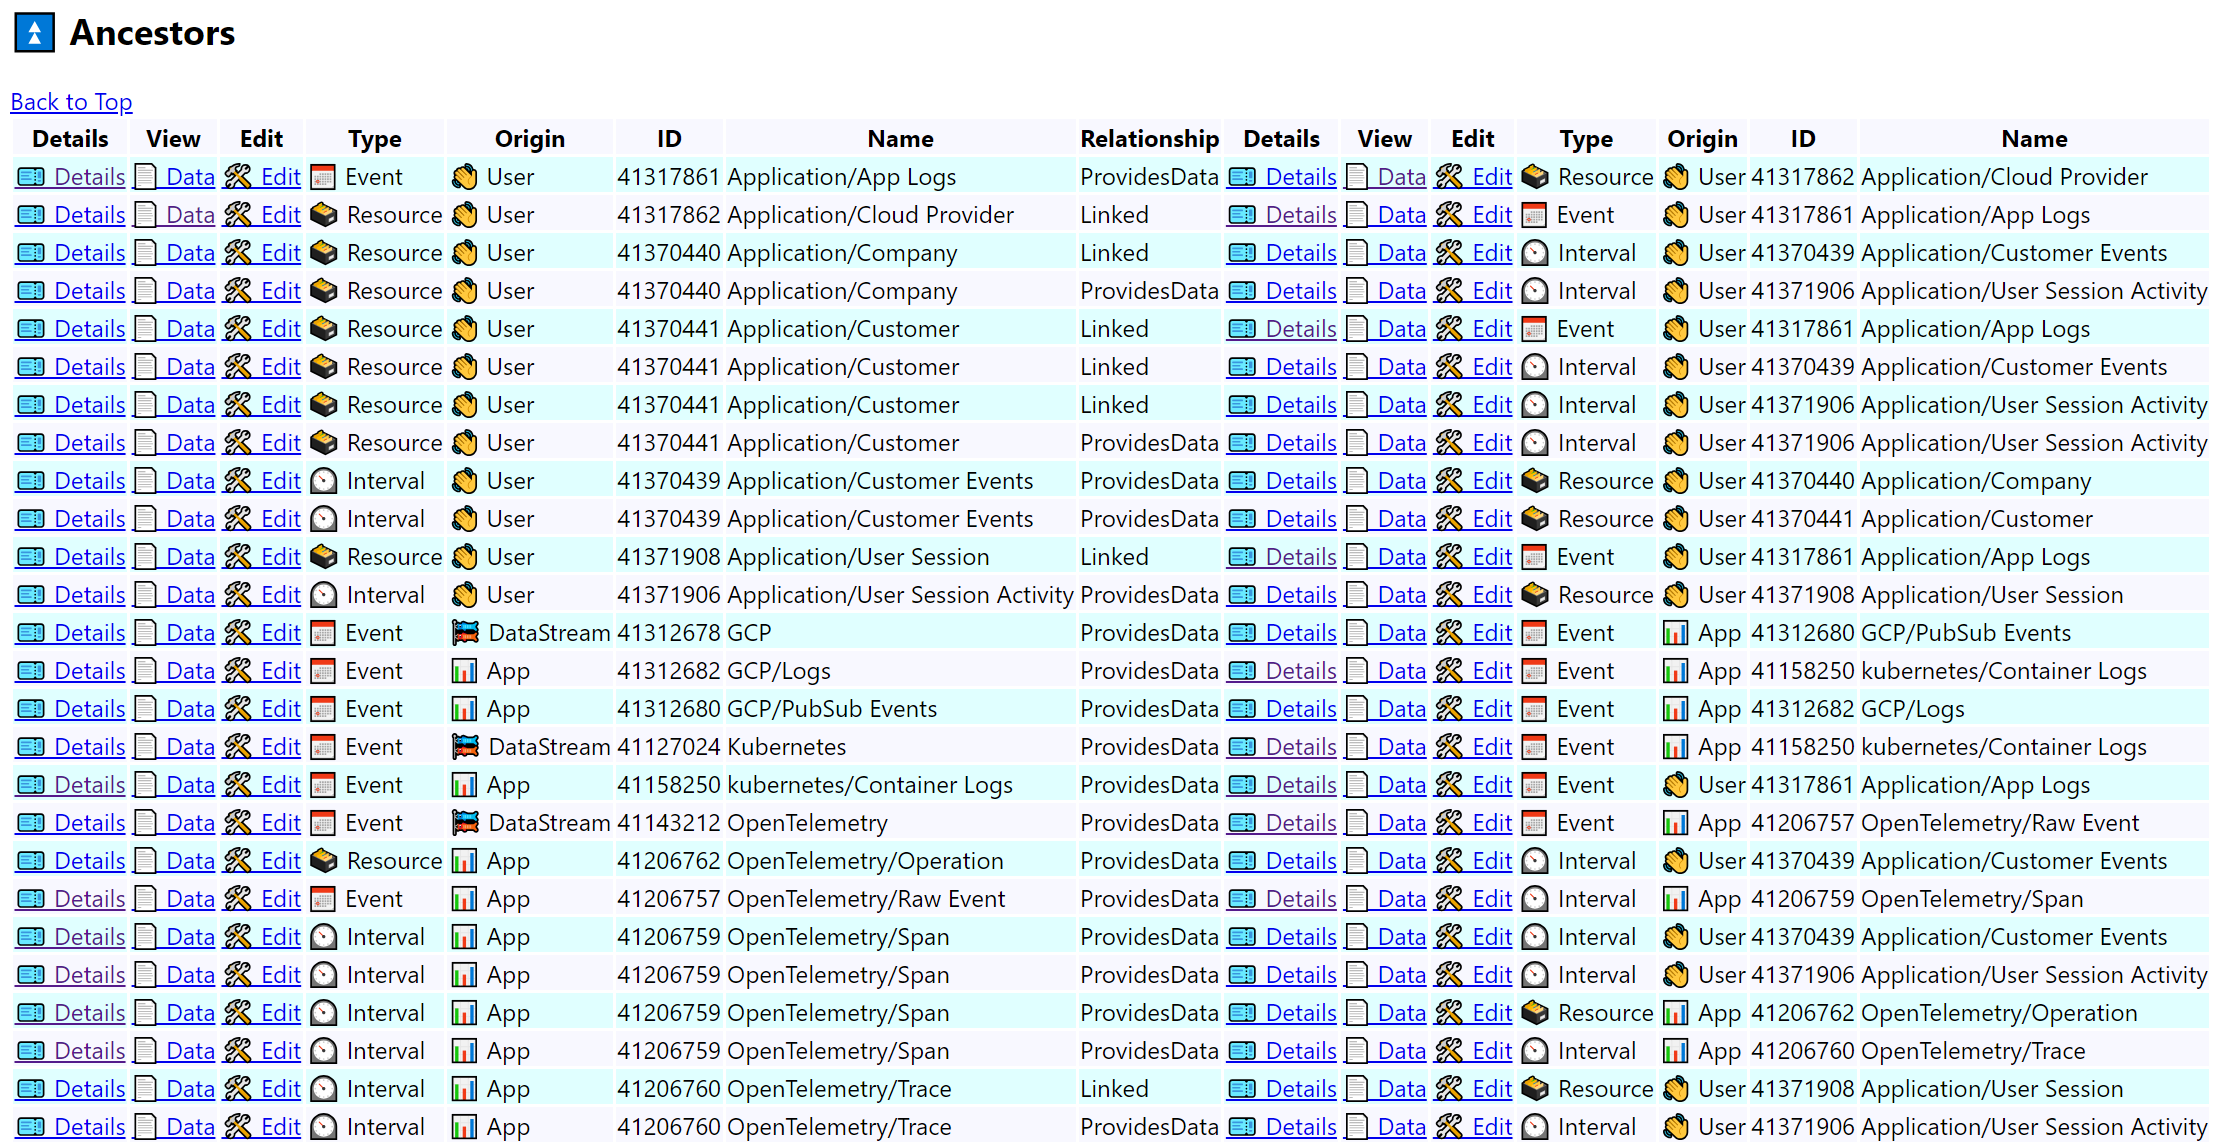 Ancestors
Back to Top
Details View Edit Type Origin ID Name Relationship Details View Edit Type Origin ID Name
Details Data Edit Event User 41317861 Application/App Logs ProvidesData Details Data Edit Resource User 41317862 Application/Cloud Provider
Details Data Edit Resource User 41317862 Application/Cloud Provider Linked Details Data Edit Event User 41317861 Application/App Logs
Details Data Edit Resource User 41370440 Application/Company Linked Details Data Edit Interval User 41370439 Application/Customer Events
Details Data Edit Resource User 41370440 Application/Company ProvidesData Details Data Edit Interval User 41371906 Application/User Session Activity
Details Data Edit Resource User 41370441 Application/Customer Linked Details Data Edit Event User 41317861 Application/App Logs
Details Data Edit Resource User 41370441 Application/Customer Linked Details Data Edit Interval User 41370439 Application/Customer Events
Details Data Edit Resource User 41370441 Application/Customer Linked Details Data Edit Interval User 41371906 Application/User Session Activity
Details Data Edit Resource User 41370441 Application/Customer ProvidesData Details Data Edit Interval User 41371906 Application/User Session Activity
Details Data Edit Interval User 41370439 Application/Customer Events ProvidesData Details Data Edit Resource User 41370440 Application/Company
Details Data Edit Interval User 41370439 Application/Customer Events ProvidesData Details Data Edit Resource User 41370441 Application/Customer
Details Data Edit Resource User 41371908 Application/User Session Linked Details Data Edit Event User 41317861 Application/App Logs
Details Data Edit Interval User 41371906 Application/User Session Activity ProvidesData Details Data Edit Resource User 41371908 Application/User Session
Details Data Edit Event DataStream 41312678 GCP ProvidesData Details Data Edit Event App 41312680 GCP/PubSub Events
Details Data Edit Event App 41312682 GCP/Logs ProvidesData Details Data Edit Event App 41158250 kubernetes/Container Logs
Details Data Edit Event App 41312680 GCP/PubSub Events ProvidesData Details Data Edit Event App 41312682 GCP/Logs
Details Data Edit Event DataStream 41127024 Kubernetes ProvidesData Details Data Edit Event App 41158250 kubernetes/Container Logs
Details Data Edit Event App 41158250 kubernetes/Container Logs ProvidesData Details Data Edit Event User 41317861 Application/App Logs
Details Data Edit Event DataStream 41143212 OpenTelemetry ProvidesData Details Data Edit Event App 41206757 OpenTelemetry/Raw Event
Details Data Edit Resource App 41206762 OpenTelemetry/Operation ProvidesData Details Data Edit Interval User 41370439 Application/Customer Events
Details Data Edit Event App 41206757 OpenTelemetry/Raw Event ProvidesData Details Data Edit Interval App 41206759 OpenTelemetry/Span
Details Data Edit Interval App 41206759 OpenTelemetry/Span ProvidesData Details Data Edit Interval User 41370439 Application/Customer Events
Details Data Edit Interval App 41206759 OpenTelemetry/Span ProvidesData Details Data Edit Interval User 41371906 Application/User Session Activity
Details Data Edit Interval App 41206759 OpenTelemetry/Span ProvidesData Details Data Edit Resource App 41206762 OpenTelemetry/Operation
Details Data Edit Interval App 41206759 OpenTelemetry/Span ProvidesData Details Data Edit Interval App 41206760 OpenTelemetry/Trace
Details Data Edit Interval App 41206760 OpenTelemetry/Trace Linked Details Data Edit Resource User 41371908 Application/User Session
Details Data Edit Interval App 41206760 OpenTelemetry/Trace ProvidesData Details Data Edit Interval User 41371906 Application/User Session Activity